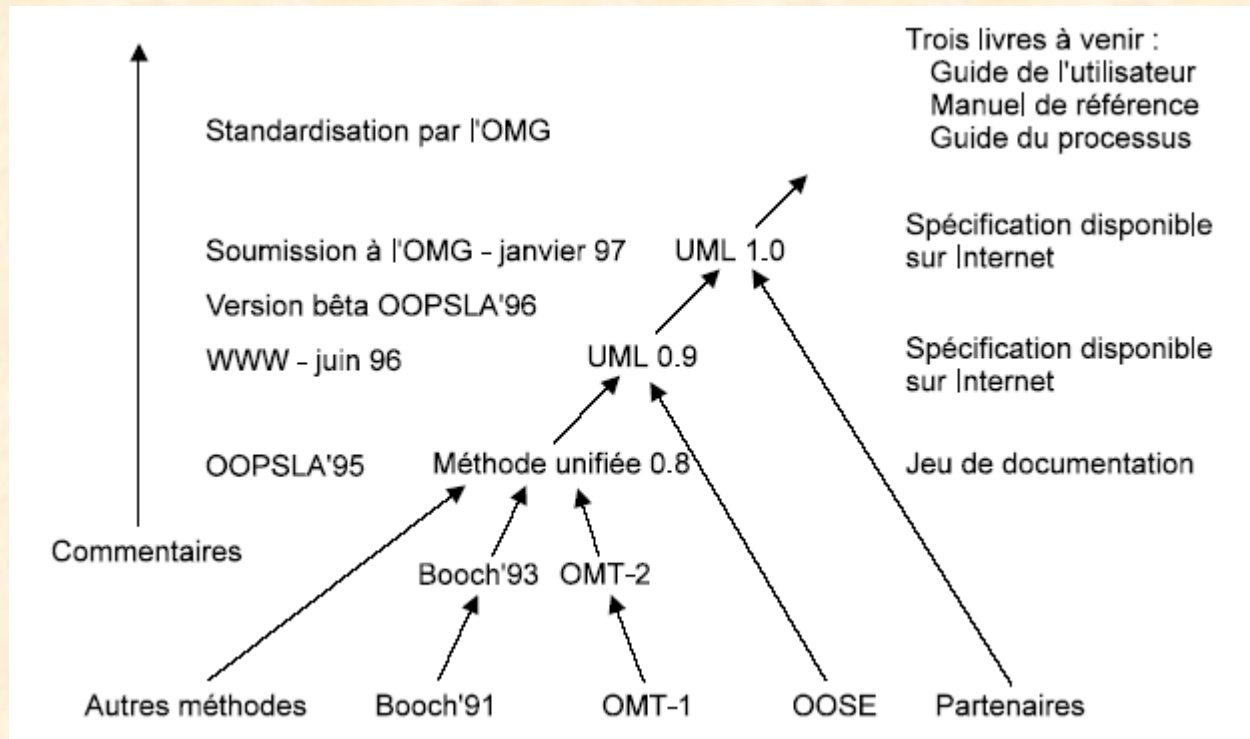 Trois livres à venir :
Guide de l'utilisateur
Manuel de référence
Guide du processus
Standardisation par l'OMG
Soumission à l'OMG - janvier 97
UML 1.0
Spécification disponible
sur Internet
Version bêta OOPSLA'96
WWW - juin 96
UML 0.9
Spécification disponible
sur Internet
OOPSLA'95
Méthode unifiée 0.8
Jeu de documentation
Commentaires
Booch'93
OMT-2
Autres méthodes
Booch'91
OMT-1
OOSE
Partenaires